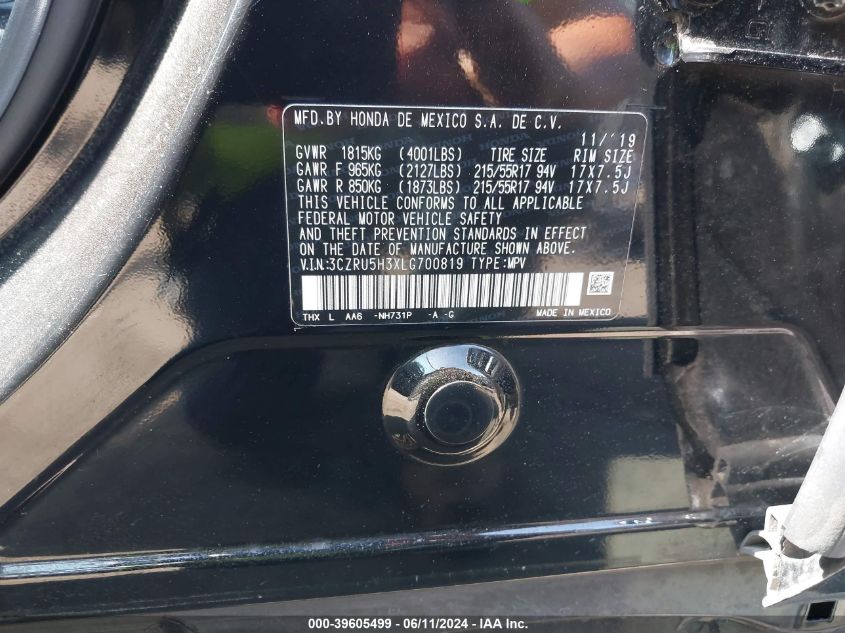 MFD.BY HONDA DE MEXICO S.A. DE C.V.
11/'19
GVWR 1815KG (4001LBS) TIRE SIZE RIM SIZE
GAWR F 965KG (2127LBS) 215/55R17 94V 17X7.5J
GAWR R 850KG (1873LBS) 215/55R17 94V 17X7.5J
THIS VEHICLE CONFORMS TO ALL APPLICABLE
FEDERAL MOTOR VEHICLE SAFETY
AND THEFT PREVENTION STANDARDS IN EFFECT
ON THE DATE OF MANUFACTURE SHOWN ABOVE.
V.I.N:3CZRU5H3XLG700819 TYPE:MPV
THX L AA6 -NH731P -A -G MADE IN MEXICO
000-39605499 - 06/11/2024 - IAA Inc.